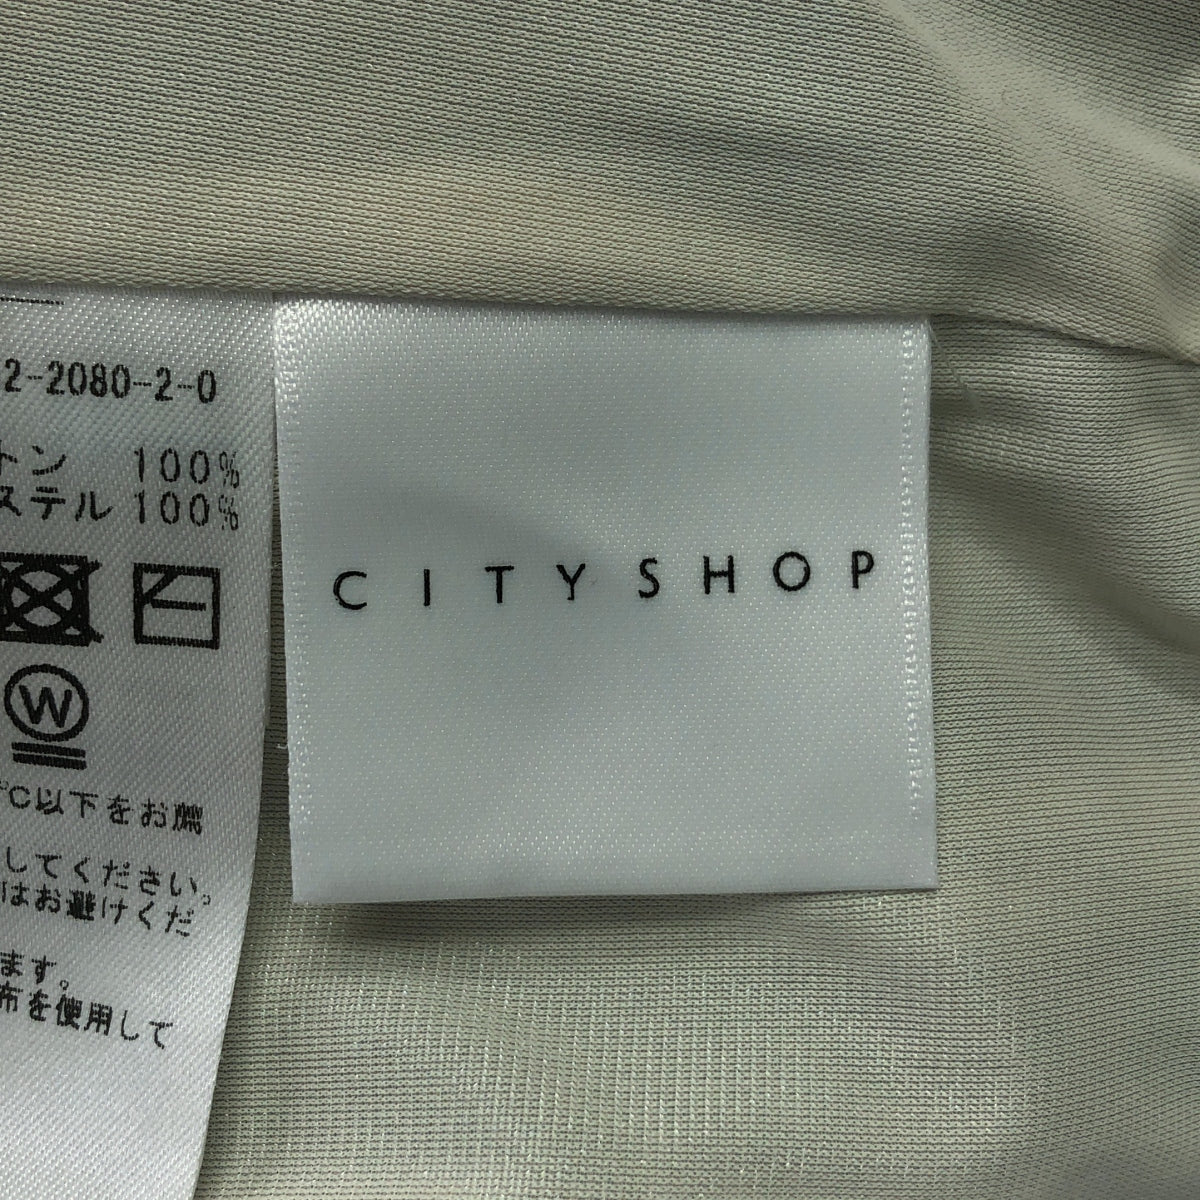 2-2080-2-0
トン 100%
ステル 100%
CITYSHOP
W
℃以下をお薦
してください。
はお避けくだ
ます。
布を使用して